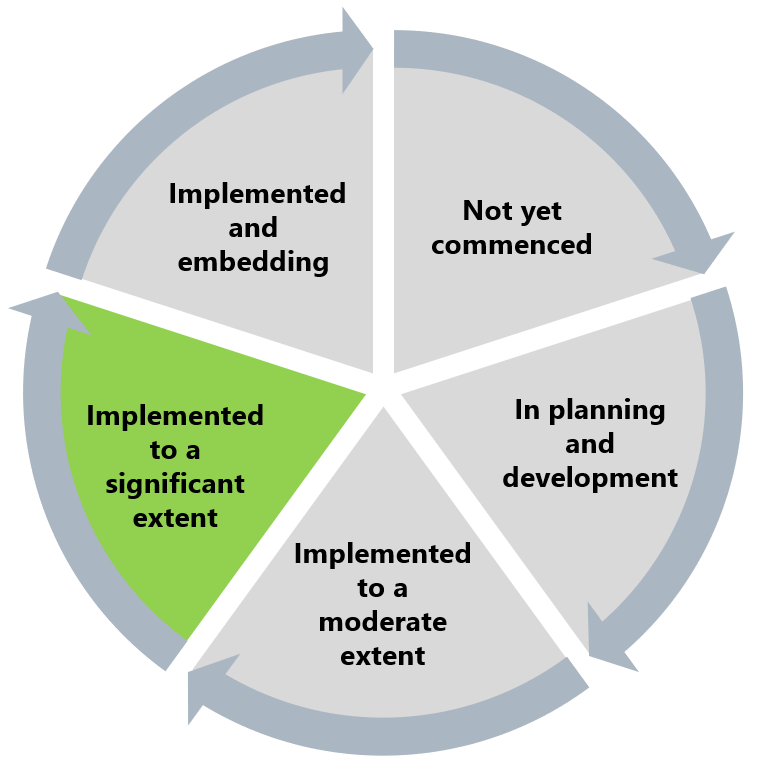 Not yet
commenced
In planning
and
development
Implemented
to a
moderate
extent
Implemented
to a
significant
extent
Implemented
and
embedding